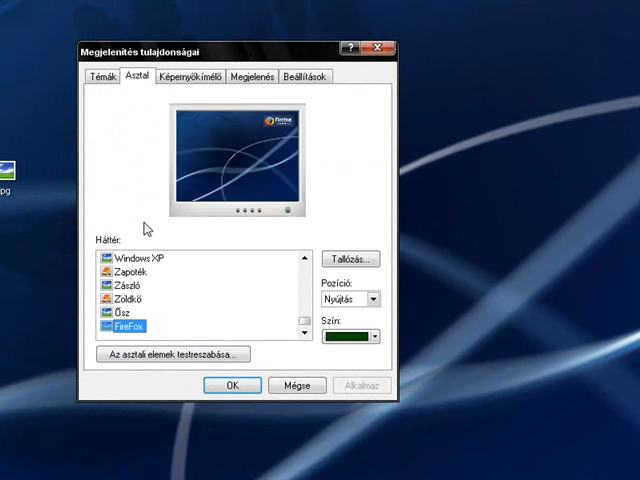 Megjelenítés tulajdonságai
Témák Asztal Képernyőkímélő Megjelenés Beállítások
Firefox
jpg
Háttér:
Windows XP
Zapoték
Zászló
Zöldkő
Ősz
FireFox
Tallózás...
Pozíció:
Nyújtás
Szín:
Az asztali elemek testreszabása...
OK Mégse Alkalmaz